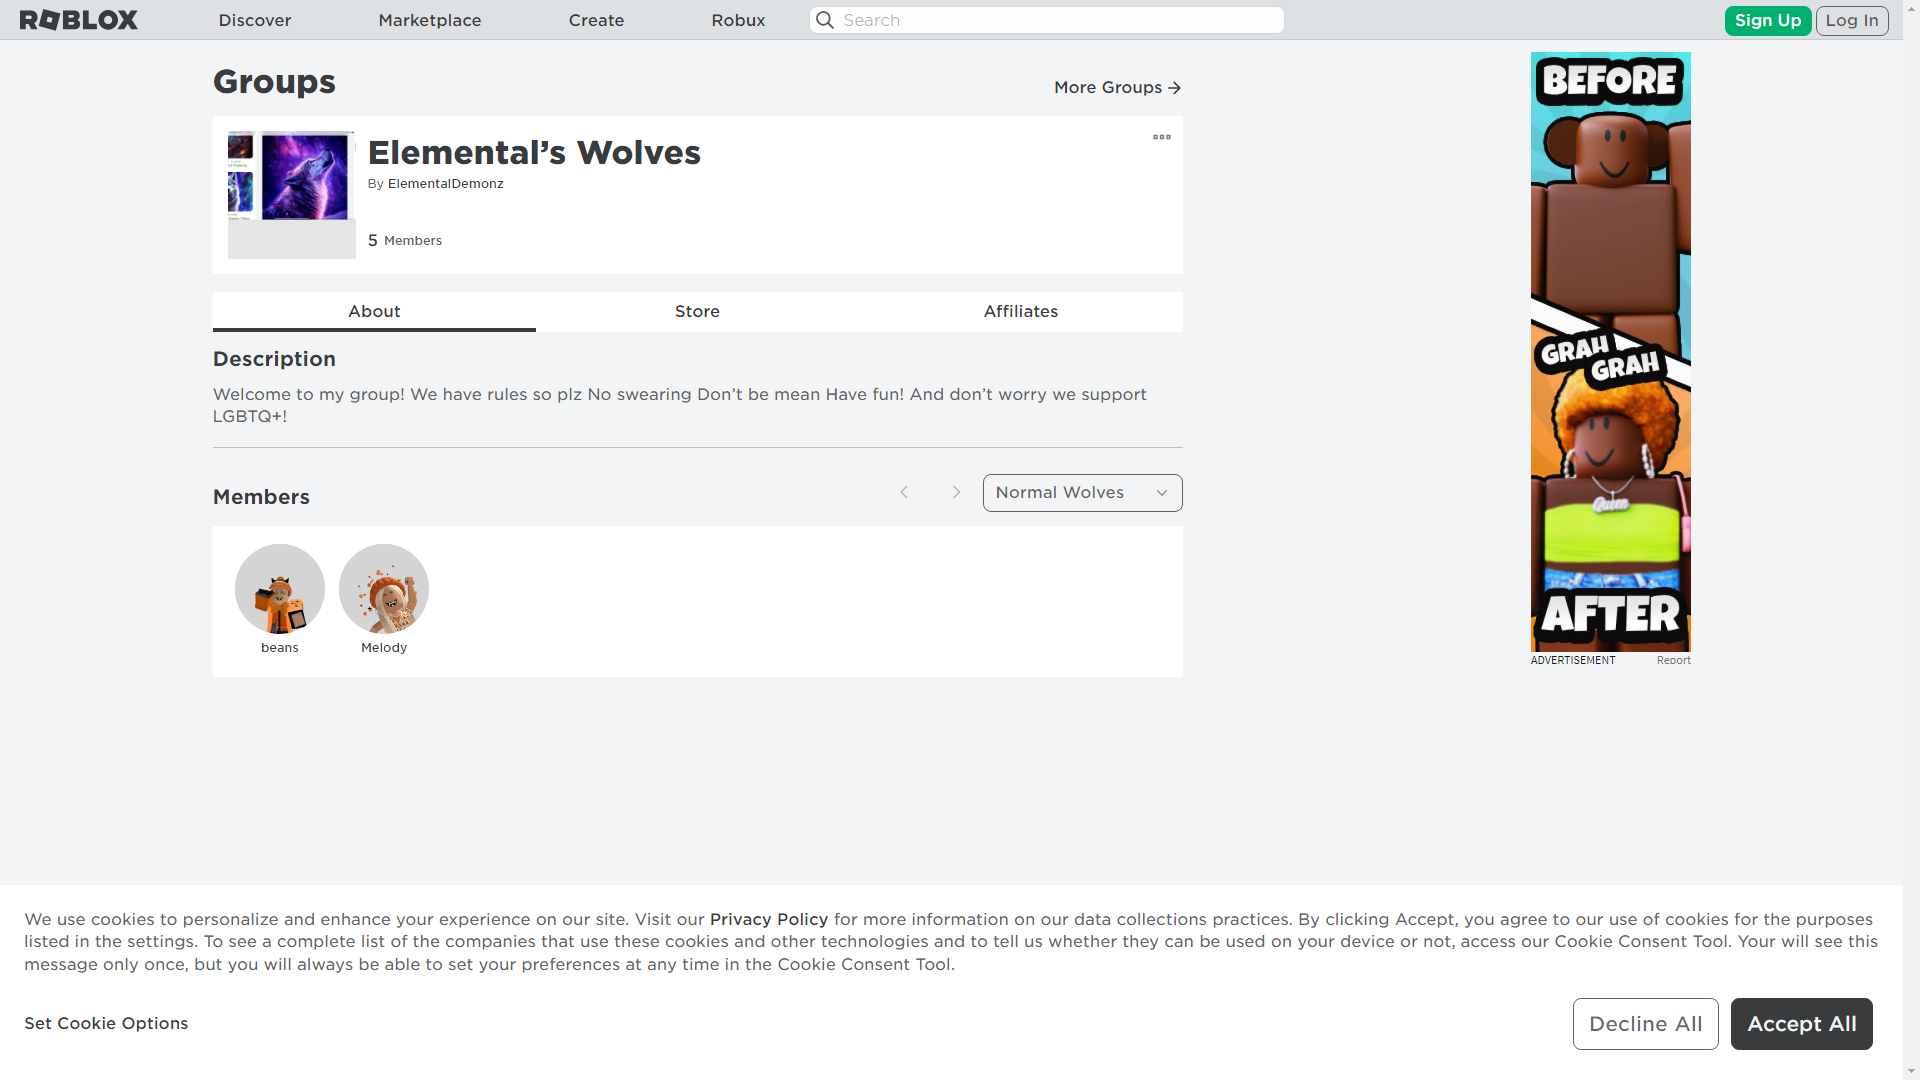 ROBLOX
Discover
Marketplace
Create
Robux
Search
Sign Up
Log In
Groups
More Groups
Elemental’s Wolves
By ElementalDemonz
5 Members
About
Store
Affiliates
Description
Welcome to my group! We have rules so plz No swearing Don’t be mean Have fun! And don’t worry we support
LGBTQ+!
Members
Normal Wolves
beans
Melody
BEFORE
GRAH
GRAH
Queen
AFTER
ADVERTISEMENT
Report
We use cookies to personalize and enhance your experience on our site. Visit our Privacy Policy for more information on our data collections practices. By clicking Accept, you agree to our use of cookies for the purposes
listed in the settings. To see a complete list of the companies that use these cookies and other technologies and to tell us whether they can be used on your device or not, access our Cookie Consent Tool. Your will see this
message only once, but you will always be able to set your preferences at any time in the Cookie Consent Tool.
Set Cookie Options
Decline All
Accept All